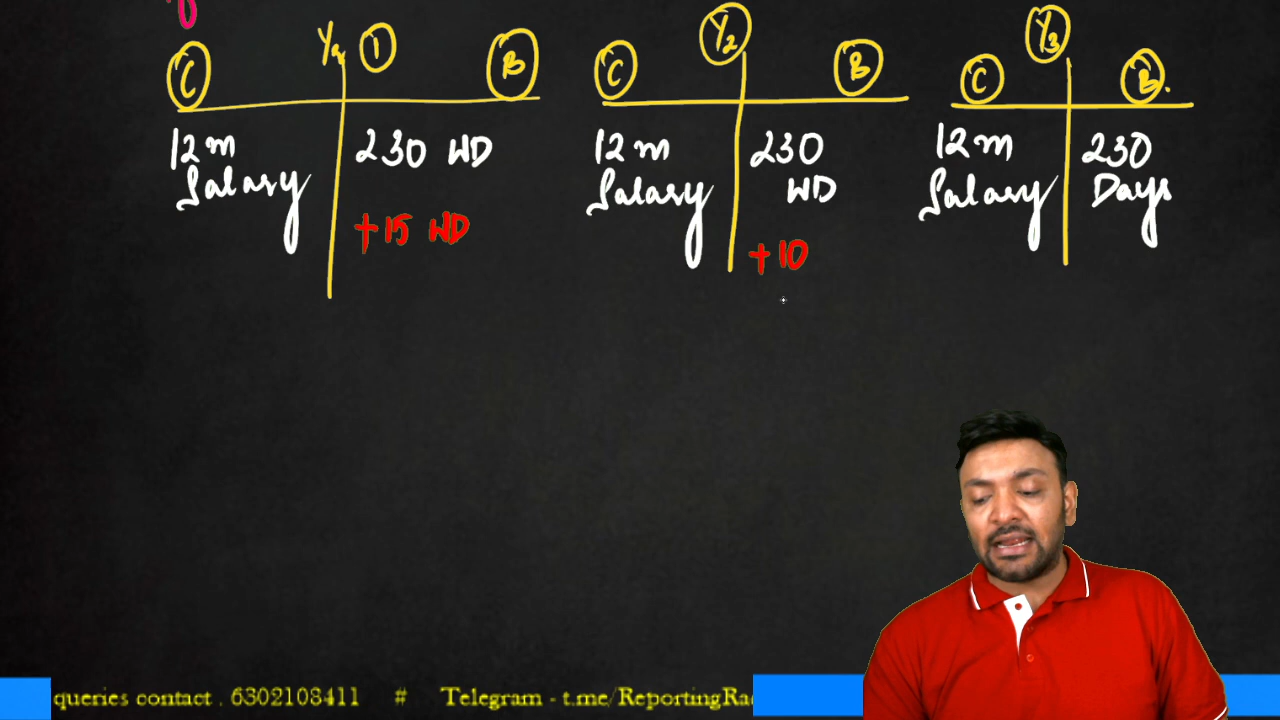 C Yr 1 B
12m Salary 230 WD
+15 WD
C Y2 B
12m Salary 230 WD
+10
C Y3 B.
12m Salary 230 Days
queries contact . 6302108411 # Telegram - t.me/ReportingRa